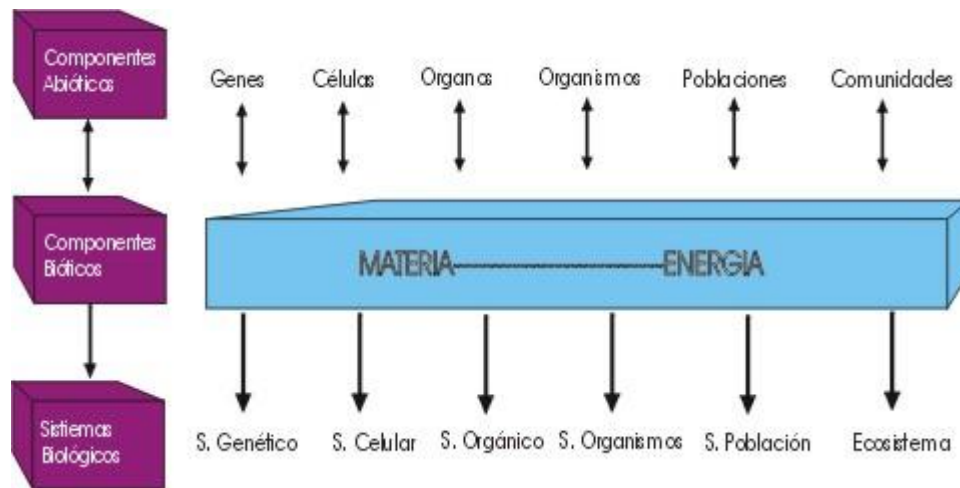 Componentes
Abióticos
Genes Células Organos Organismos Poblaciones Comunidades
Componentes
Bióticos
MATERIA ENERGIA
Sistiemas
Biológicos
S. Genético S. Celular S. Orgánico S. Organismos S. Población Ecosistema